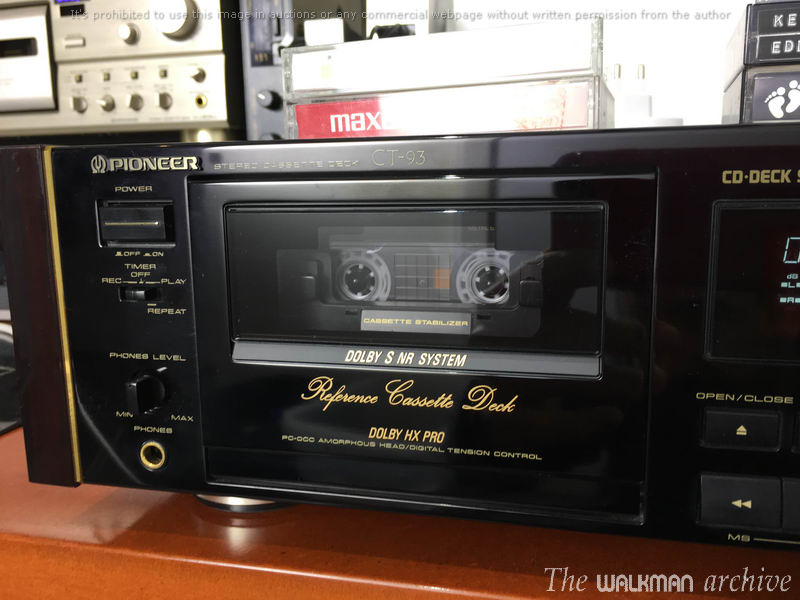 It's prohibited to use this image in auctions or any commercial webpage without written permission from the author
maxe
PIONEER
STEREO CASSETTE DECK CT-93
CD·DECK S
POWER
OFF ON
TIMER
OFF
REC PLAY
REPEAT
CASSETTE STABILIZER
DOLBY S NR SYSTEM
PHONES LEVEL
MIN MAX
PHONES
Reference Cassette Deck
DOLBY HX PRO
PC-OCC AMORPHOUS HEAD/DIGITAL TENSION CONTROL
dB
OPEN/CLOSE
MS
The WALKMAN archive